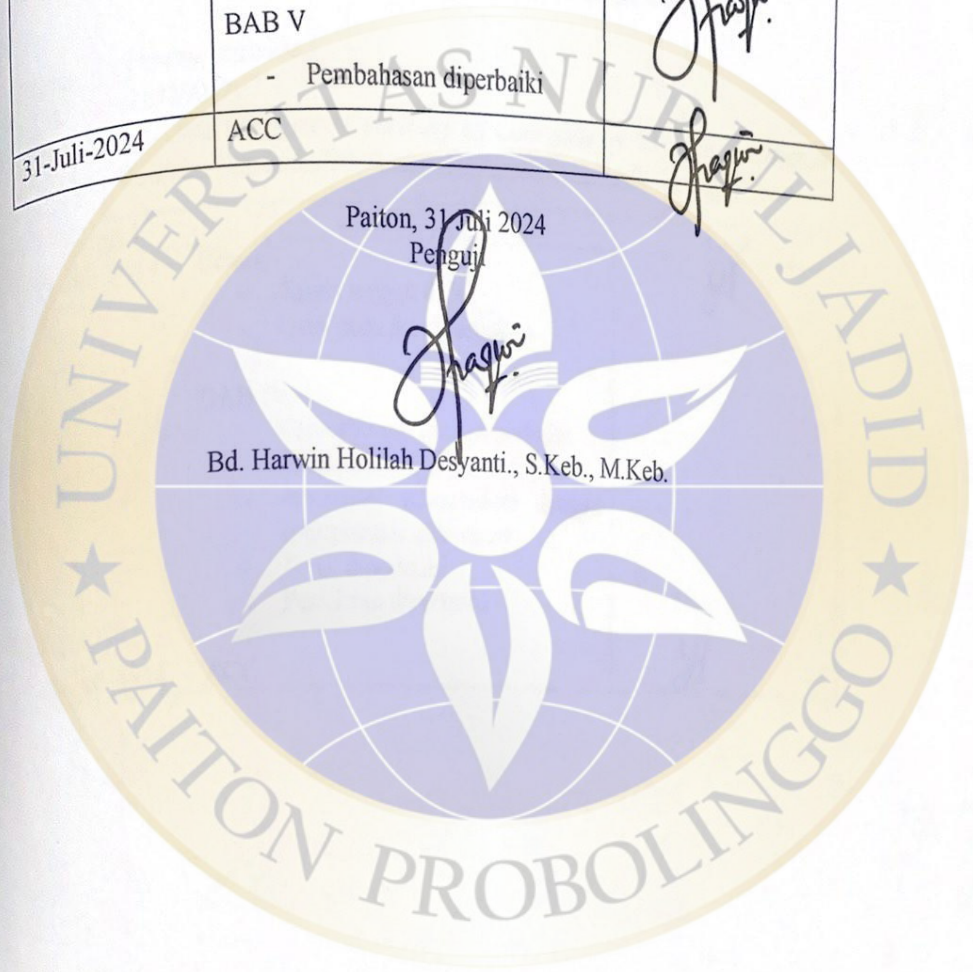 BAB V
- Pembahasan diperbaiki
31-Juli-2024
ACC
Paiton, 31 Juli 2024
Penguji
Bd. Harwin Holilah Desyanti., S.Keb., M.Keb.
UNIVERSITAS NURUL JADID
★ PAITON PROBOLINGGO ★